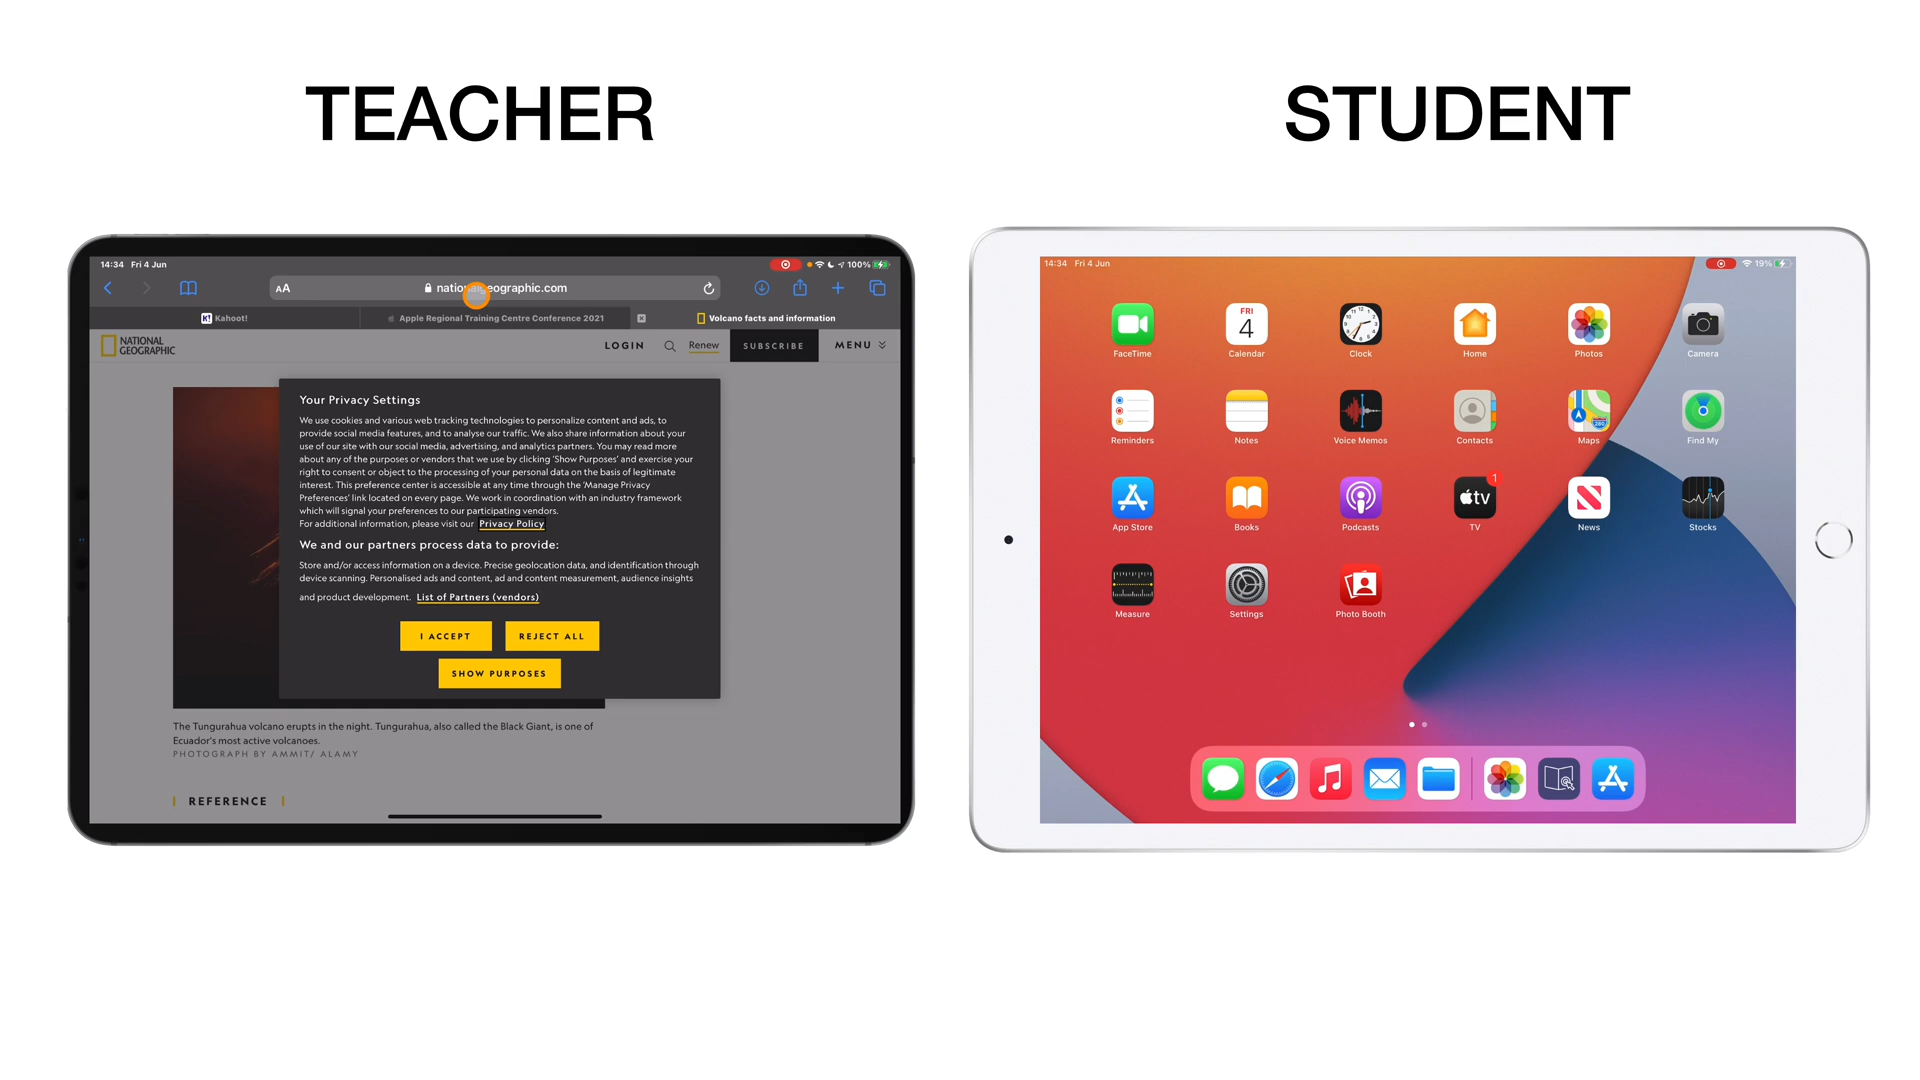 TEACHER
STUDENT
14:34 Fri 4 Jun
100%
AA
nationalgeographic.com
Kahoot!
Apple Regional Training Centre Conference 2021
Volcano facts and information
NATIONAL
GEOGRAPHIC
LOGIN
Renew
SUBSCRIBE
MENU
Your Privacy Settings
We use cookies and various web tracking technologies to personalize content and ads, to
provide social media features, and to analyse our traffic. We also share information about your
use of our site with our social media, advertising, and analytics partners. You may read more
about any of the purposes or vendors that we use by clicking 'Show Purposes' and exercise your
right to consent or object to the processing of your personal data on the basis of legitimate
interest. This preference center is accessible at any time through the 'Manage Privacy
Preferences' link located on every page. We work in coordination with an industry framework
which will signal your preferences to our participating vendors.
For additional information, please visit our Privacy Policy
We and our partners process data to provide:
Store and/or access information on a device. Precise geolocation data, and identification through
device scanning. Personalised ads and content, ad and content measurement, audience insights
and product development. List of Partners (vendors)
I ACCEPT
REJECT ALL
SHOW PURPOSES
The Tungurahua volcano erupts in the night. Tungurahua, also called the Black Giant, is one of
Ecuador's most active volcanoes.
PHOTOGRAPH BY AMMIT/ ALAMY
REFERENCE
14:34 Fri 4 Jun
19%
FRI
4
FaceTime
Calendar
Clock
Home
Photos
Camera
Reminders
Notes
Voice Memos
Contacts
Maps
Find My
tv
1
App Store
Books
Podcasts
TV
News
Stocks
Measure
Settings
Photo Booth